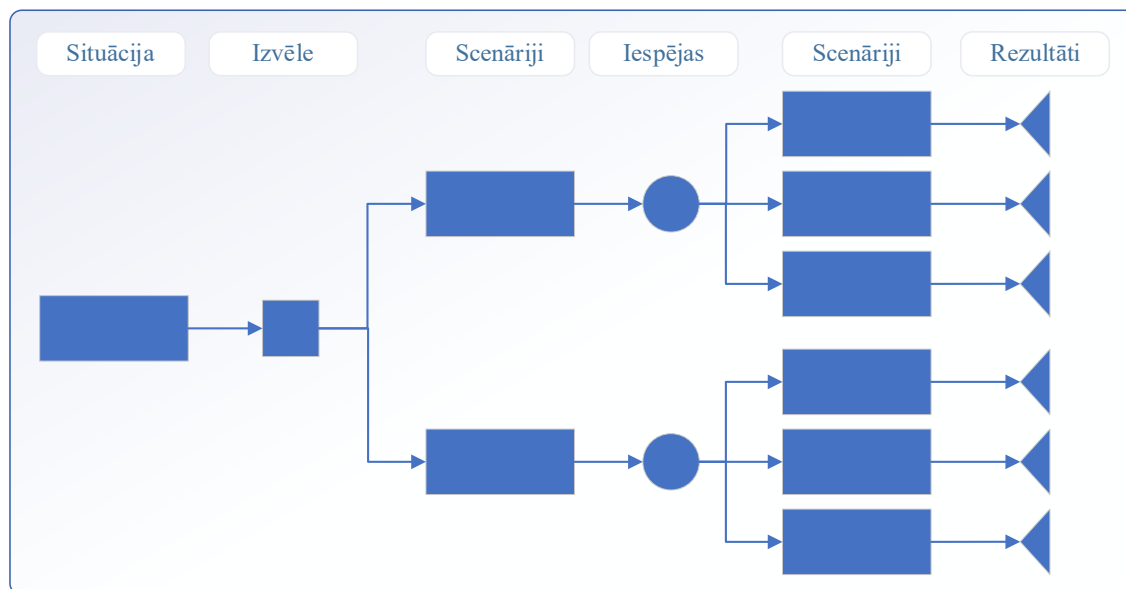 Situācija
Izvēle
Scenāriji
Iespējas
Scenāriji
Rezultāti